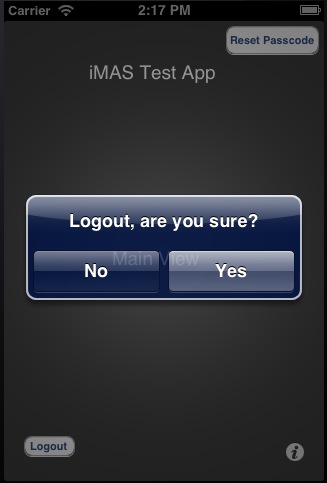 Carrier 2:17 PM
Reset Passcode
iMAS Test App
Logout, are you sure?
Main View
No Yes
Logout
i